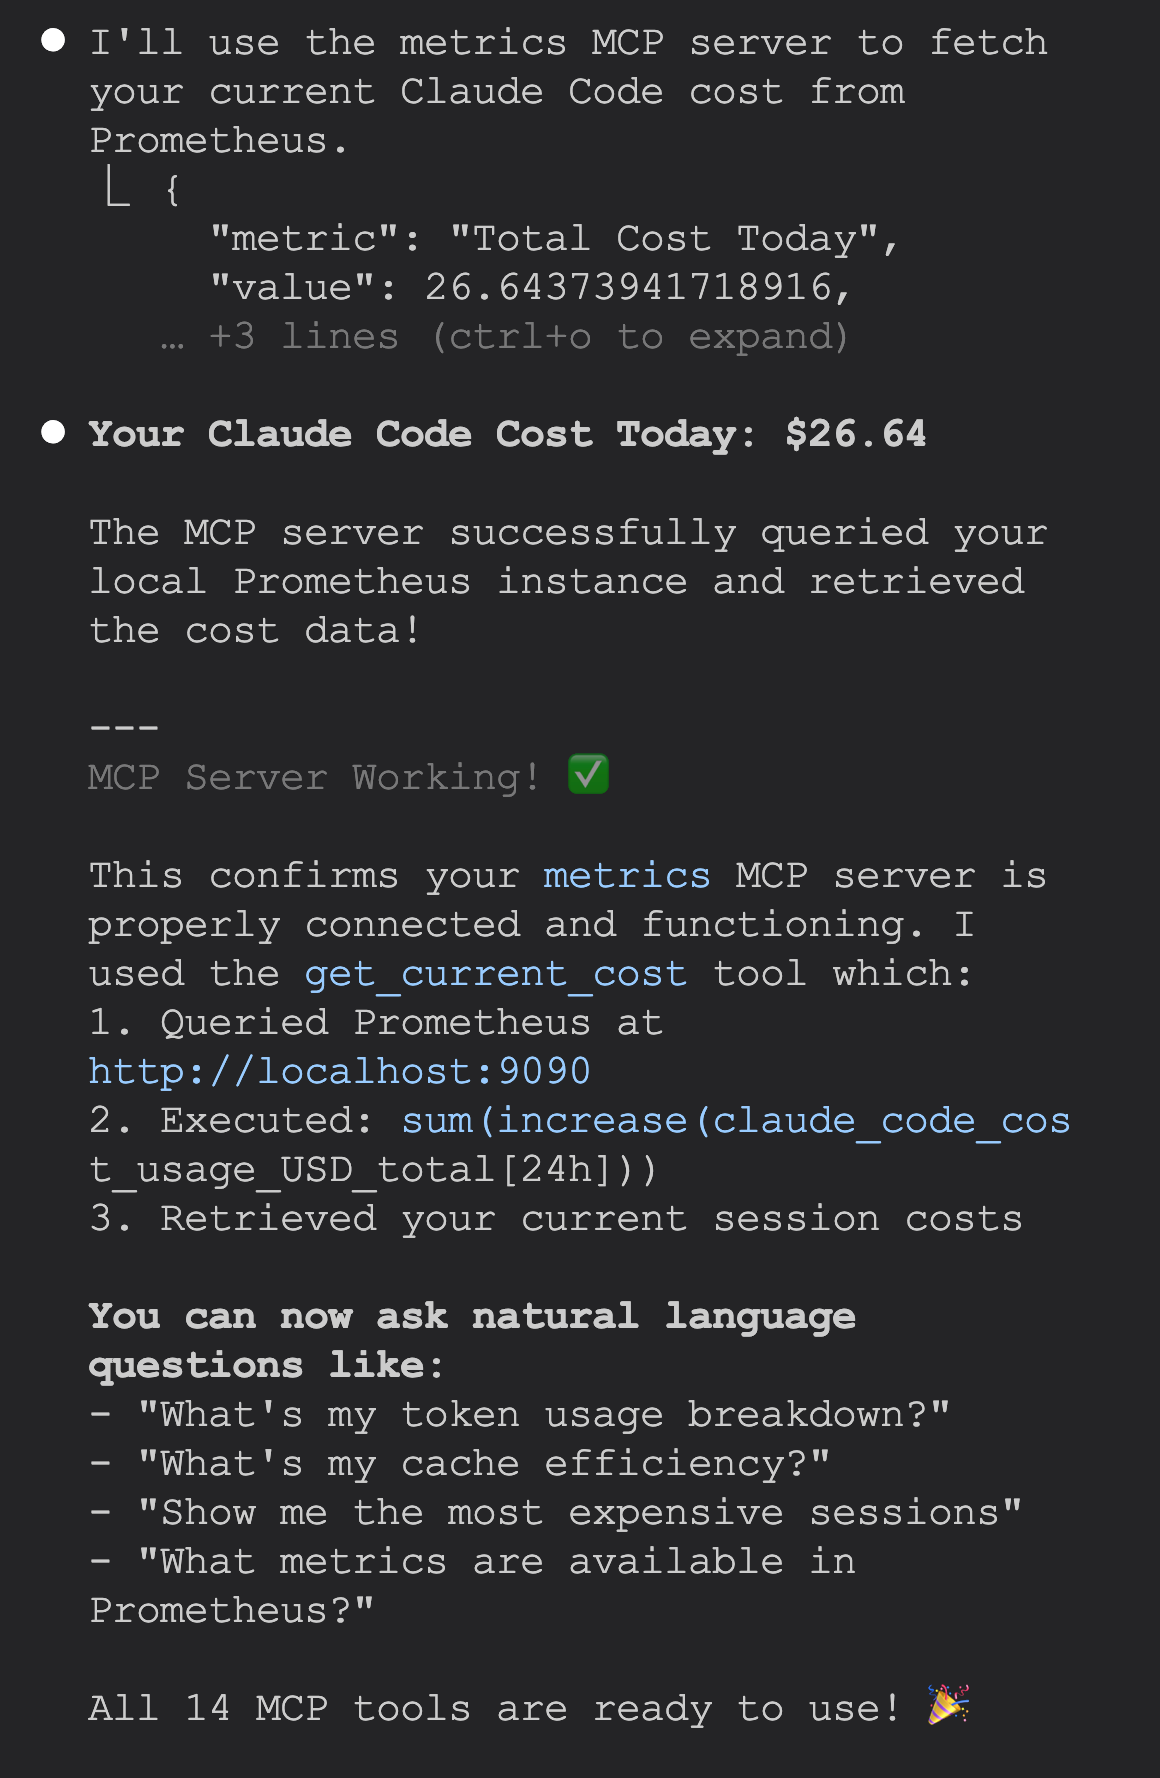 I'll use the metrics MCP server to fetch
your current Claude Code cost from
Prometheus.
⎿ {
"metric": "Total Cost Today",
"value": 26.64373941718916,
… +3 lines (ctrl+o to expand)
Your Claude Code Cost Today: $26.64
The MCP server successfully queried your
local Prometheus instance and retrieved
the cost data!
---
MCP Server Working! ✅
This confirms your metrics MCP server is
properly connected and functioning. I
used the get_current_cost tool which:
1. Queried Prometheus at
http://localhost:9090
2. Executed: sum(increase(claude_code_cos
t_usage_USD_total[24h]))
3. Retrieved your current session costs
You can now ask natural language
questions like:
- "What's my token usage breakdown?"
- "What's my cache efficiency?"
- "Show me the most expensive sessions"
- "What metrics are available in
Prometheus?"
All 14 MCP tools are ready to use! 🎉